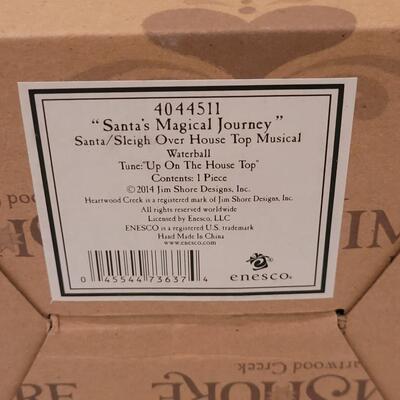 4044511
"Santa's Magical Journey"
Santa/Sleigh Over House Top Musical
Waterball
Tune:"Up On The House Top"
Contents: 1 Piece
©2014 Jim Shore Designs, Inc.
Heartwood Creek is a registered mark of Jim Shore Designs, Inc.
All rights reserved worldwide
Licensed by Enesco, LLC
ENESCO is a registered U.S. trademark
Hand Made In China
www.enesco.com
0 45544 73637 4
enesco®
artwood Creek
SHORE